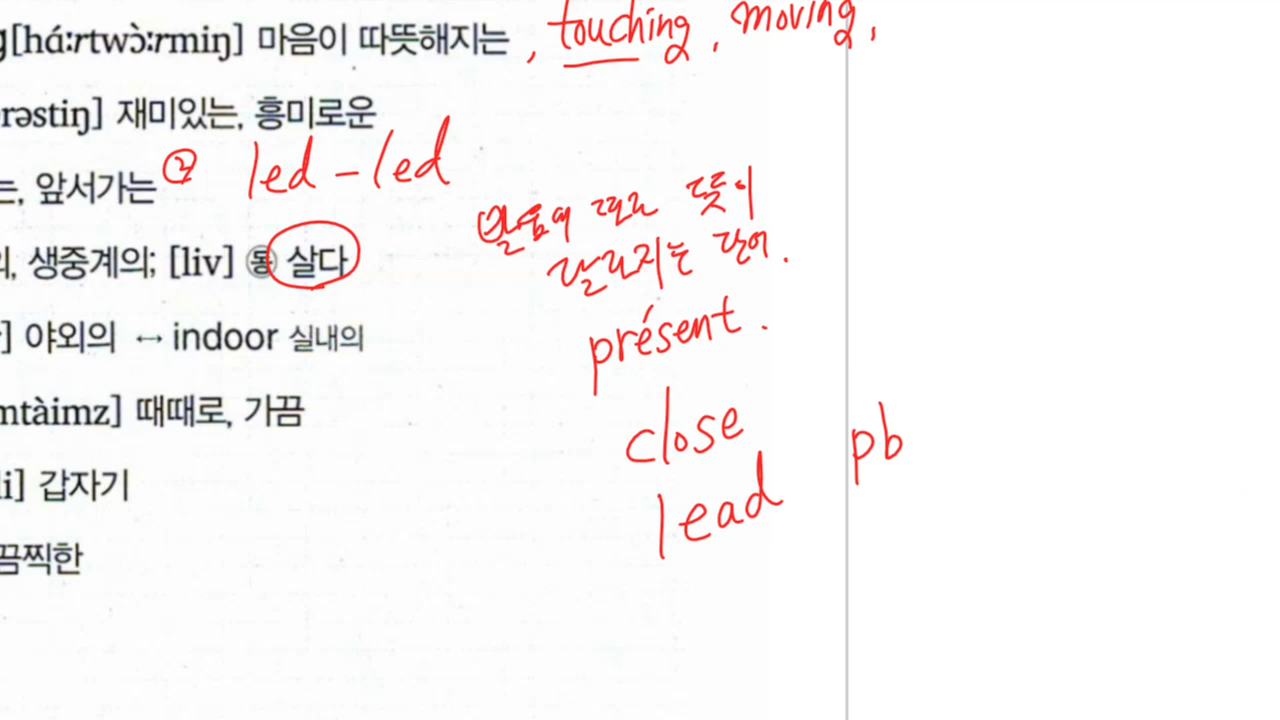 g[hάːrtwɔ̀ːrmiŋ] 마음이 따뜻해지는, touching, moving,
rəstiŋ] 재미있는, 흥미로운
② led - led
는, 앞서가는
발음에 따라 뜻이
달라지는 단어.
의, 생중계의; [liv] 동 살다
présent.
r] 야외의 ↔ indoor 실내의
close
mtàimz] 때때로, 가끔
pb
lead
li] 갑자기
끔찍한